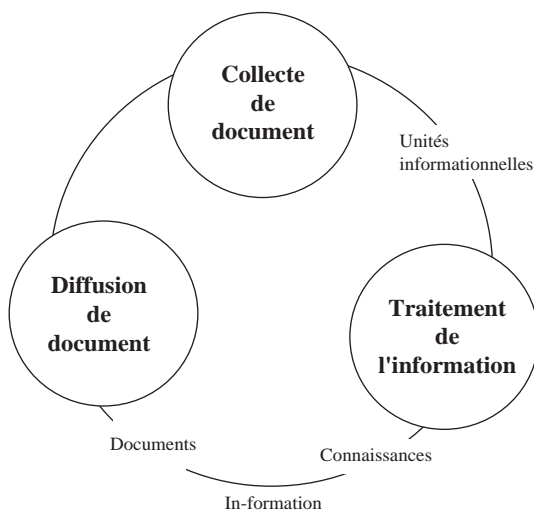 Collecte
de
document
Unités
informationnelles
Diffusion
de
document
Traitement
de
l'information
Documents
Connaissances
In-formation